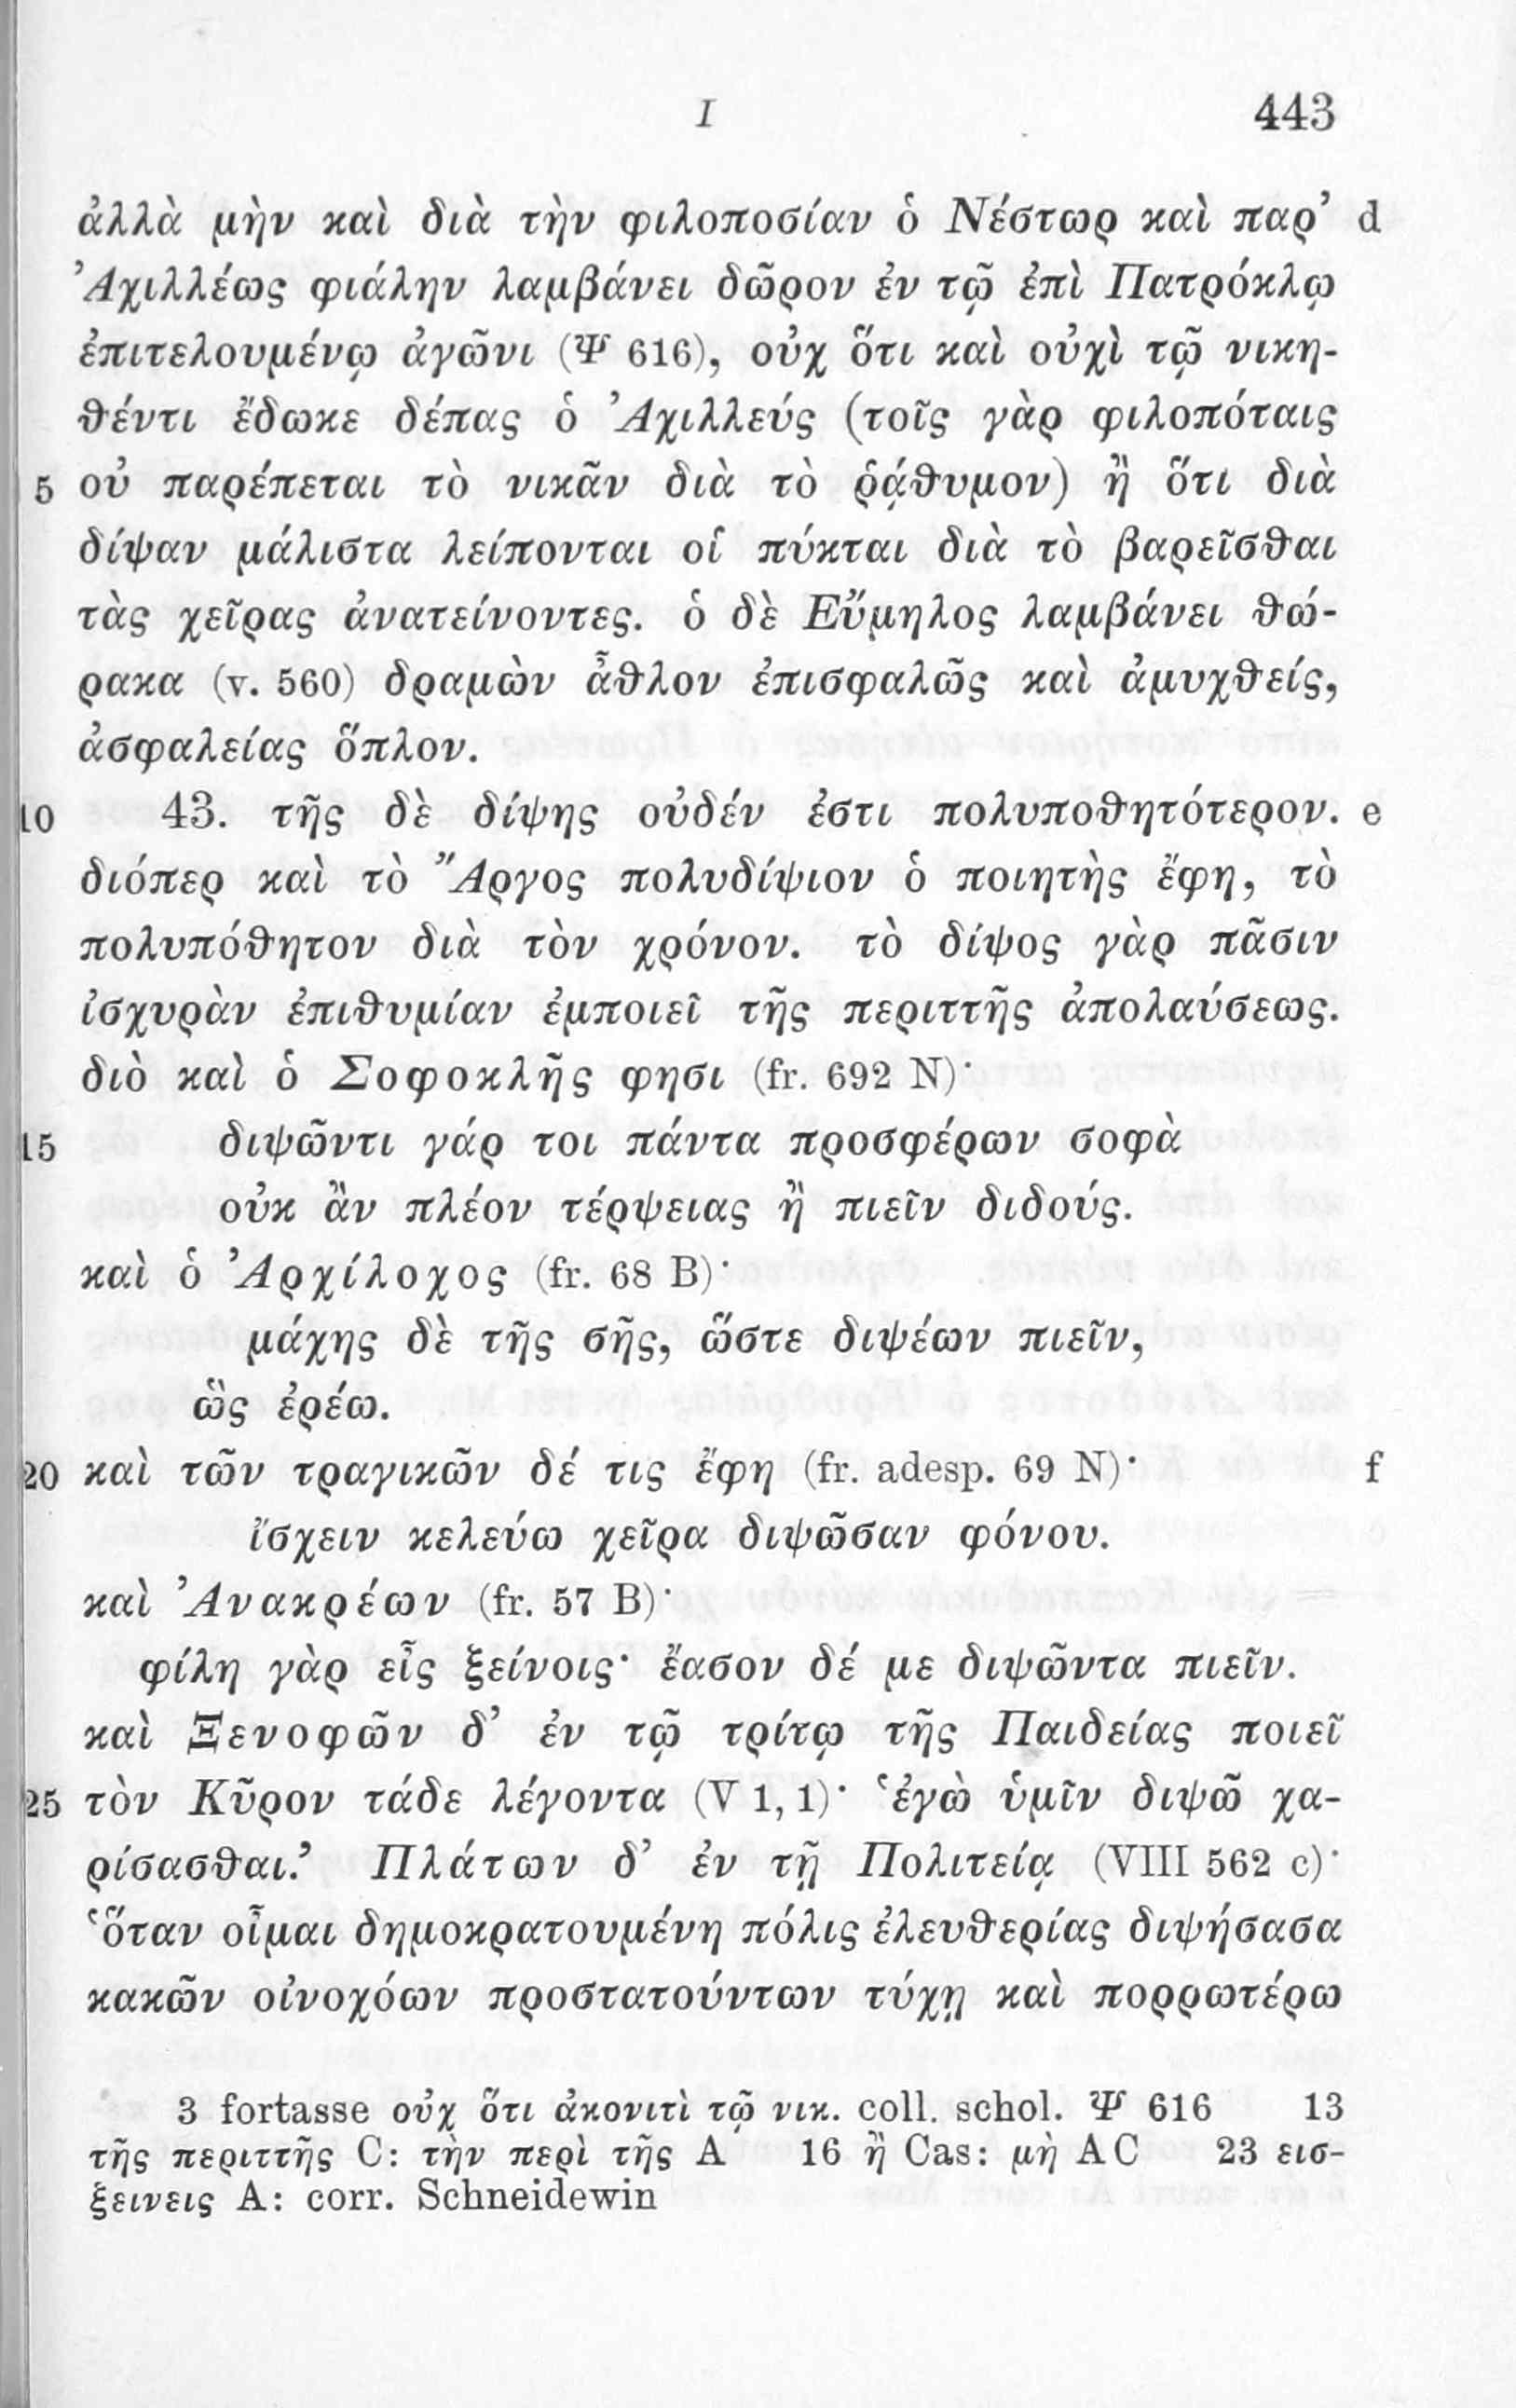 I 443
ἀλλὰ μὴν καὶ διὰ τὴν φιλοποσίαν ὁ Νέστωρ καὶ παρ’ d
Ἀχιλλέως φιάλην λαμβάνει δῶρον ἐν τῷ ἐπὶ Πατρόκλῳ
ἐπιτελουμένῳ ἀγῶνι (Ψ 616), οὐχ ὅτι καὶ οὐχὶ τῷ νικη-
θέντι ἔδωκε δέπας ὁ Ἀχιλλεύς (τοῖς γὰρ φιλοπόταις
5 οὐ παρέπεται τὸ νικᾶν διὰ τὸ ῥᾴθυμον) ἢ ὅτι διὰ
δίψαν μάλιστα λείπονται οἱ πύκται διὰ τὸ βαρεῖσθαι
τὰς χεῖρας ἀνατείνοντες. ὁ δὲ Εὔμηλος λαμβάνει θώ-
ρακα (v. 560) δραμὼν ἆθλον ἐπισφαλῶς καὶ ἀμυχθείς,
ἀσφαλείας ὅπλον.
10 43. τῆς δὲ δίψης οὐδέν ἐστι πολυποθητότερον. e
διόπερ καὶ τὸ Ἄργος πολυδίψιον ὁ ποιητὴς ἔφη, τὸ
πολυπόθητον διὰ τὸν χρόνον. τὸ δίψος γὰρ πᾶσιν
ἰσχυρὰν ἐπιθυμίαν ἐμποιεῖ τῆς περιττῆς ἀπολαύσεως.
διὸ καὶ ὁ Σοφοκλῆς φησι (fr. 692 N)·
15 διψῶντι γάρ τοι πάντα προσφέρων σοφὰ
οὐκ ἂν πλέον τέρψειας ἢ πιεῖν διδούς.
καὶ ὁ Ἀρχίλοχος (fr. 68 B)·
μάχης δὲ τῆς σῆς, ὥστε διψέων πιεῖν,
ὣς ἐρέω.
20 καὶ τῶν τραγικῶν δέ τις ἔφη (fr. adesp. 69 N)· f
ἴσχειν κελεύω χεῖρα διψῶσαν φόνου.
καὶ Ἀνακρέων (fr. 57 B)·
φίλη γὰρ εἶς ξείνοις· ἔασον δέ με διψῶντα πιεῖν.
καὶ Ξενοφῶν δ’ ἐν τῷ τρίτῳ τῆς Παιδείας ποιεῖ
25 τὸν Κῦρον τάδε λέγοντα (V 1, 1)· ‘ἐγὼ ὑμῖν διψῶ χα-
ρίσασθαι.’ Πλάτων δ’ ἐν τῇ Πολιτείᾳ (VIII 562 c)·
‘ὅταν οἶμαι δημοκρατουμένη πόλις ἐλευθερίας διψήσασα
κακῶν οἰνοχόων προστατούντων τύχῃ καὶ πορρωτέρω
3 fortasse οὐχ ὅτι ἀκονιτὶ τῷ νικ. coll. schol. Ψ 616 13
τῆς περιττῆς C: τὴν περὶ τῆς A 16 ἢ Cas: μὴ AC 23 εισ-
ξεινεις A: corr. Schneidewin